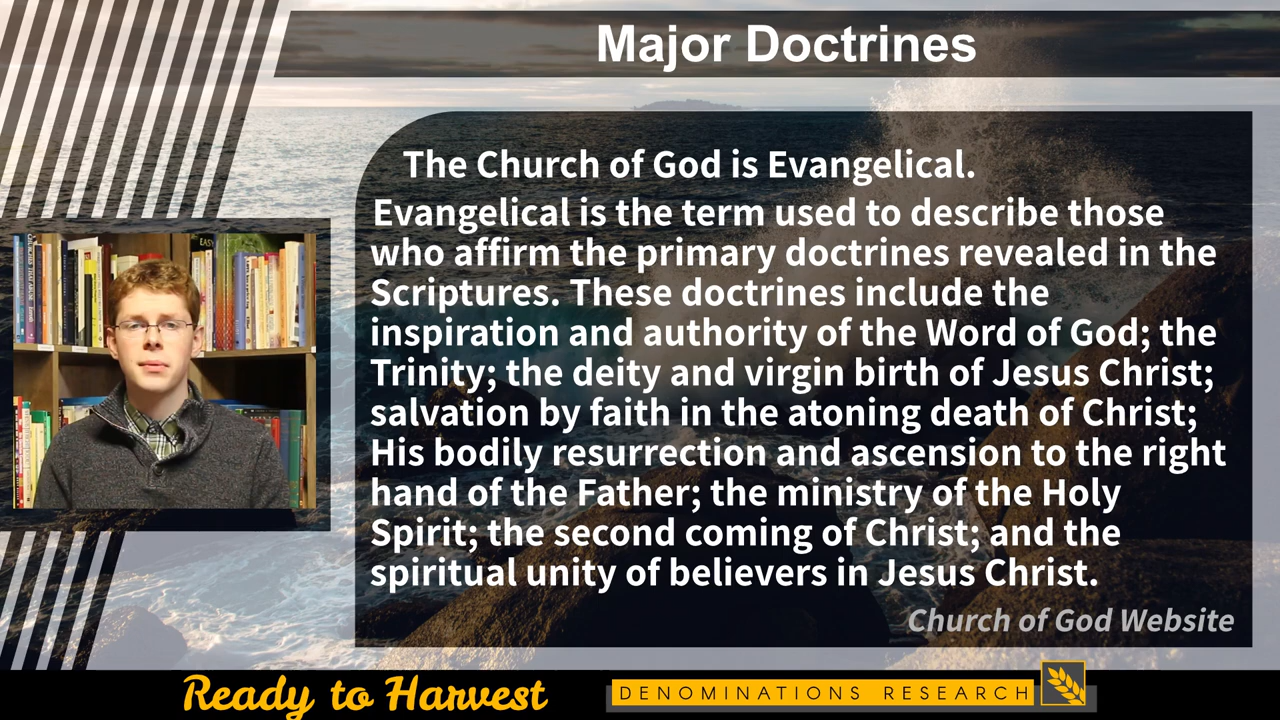 Major Doctrines
The Church of God is Evangelical.
Evangelical is the term used to describe those
who affirm the primary doctrines revealed in the
Scriptures. These doctrines include the
inspiration and authority of the Word of God; the
Trinity; the deity and virgin birth of Jesus Christ;
salvation by faith in the atoning death of Christ;
His bodily resurrection and ascension to the right
hand of the Father; the ministry of the Holy
Spirit; the second coming of Christ; and the
spiritual unity of believers in Jesus Christ.
Church of God Website
Ready to Harvest
DENOMINATIONS RESEARCH